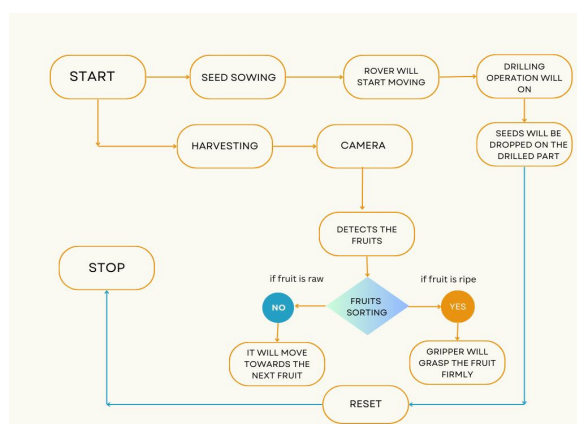 START
SEED SOWING
ROVER WILL
START MOVING
DRILLING
OPERATION WILL
ON
HARVESTING
CAMERA
SEEDS WILL BE
DROPPED ON THE
DRILLED PART
DETECTS THE
FRUITS
STOP
if fruit is raw
if fruit is ripe
NO
FRUITS
SORTING
YES
IT WILL MOVE
TOWARDS THE
NEXT FRUIT
GRIPPER WILL
GRASP THE FRUIT
FIRMLY
RESET